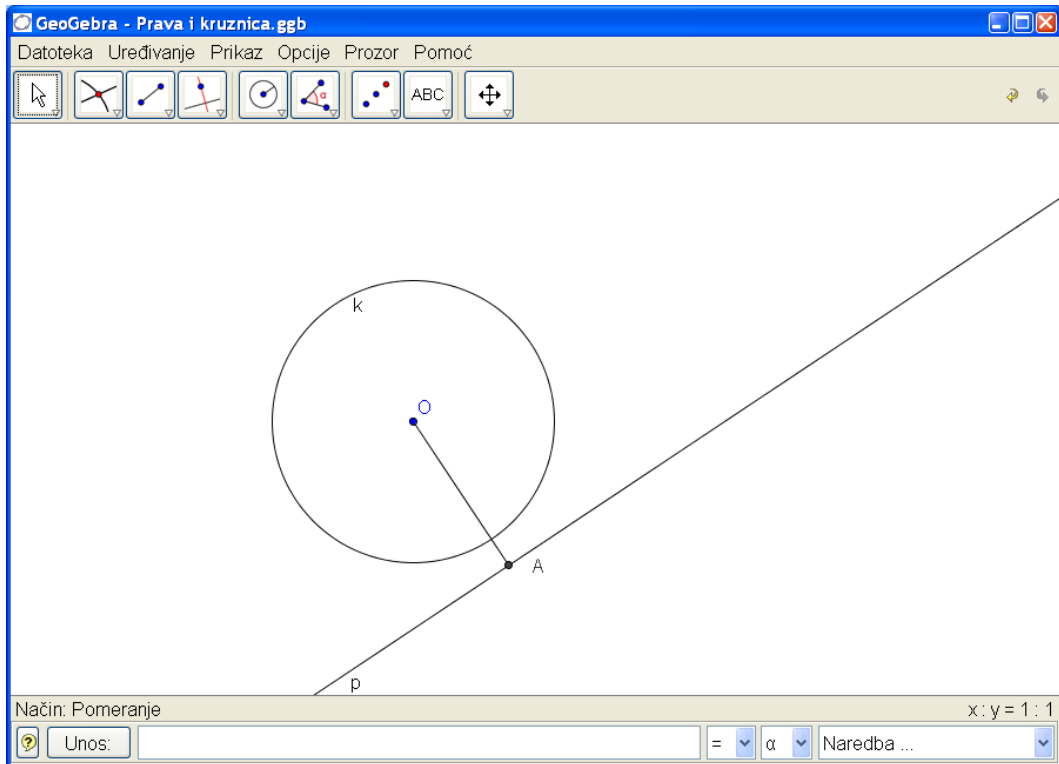 GeoGebra - Prava i kruznica.ggb
Datoteka Uređivanje Prikaz Opcije Prozor Pomoć
α ABC
k
O
A
p
Način: Pomeranje x : y = 1 : 1
? Unos: = α Naredba ...